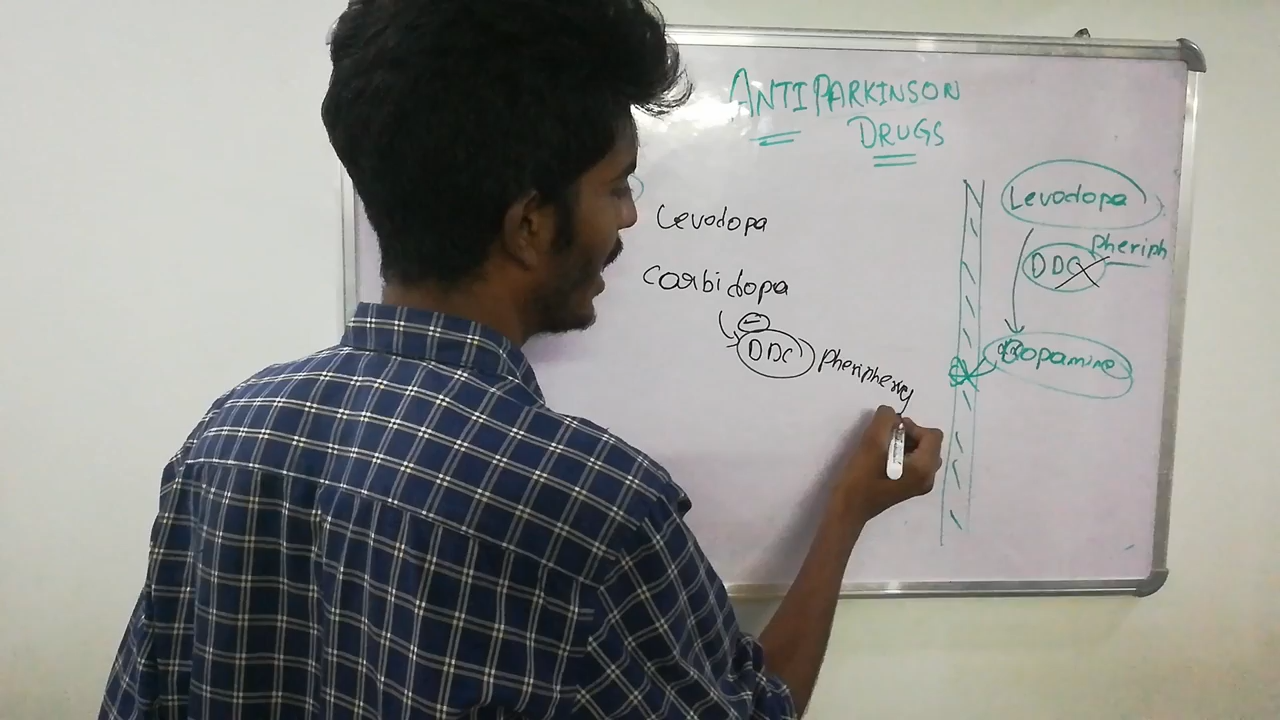 ANTIPARKINSON
DRUGS
Levodopa
Carbidopa
DDC Pheriphery
Levodopa
Pheriph
DDC
Dopamine